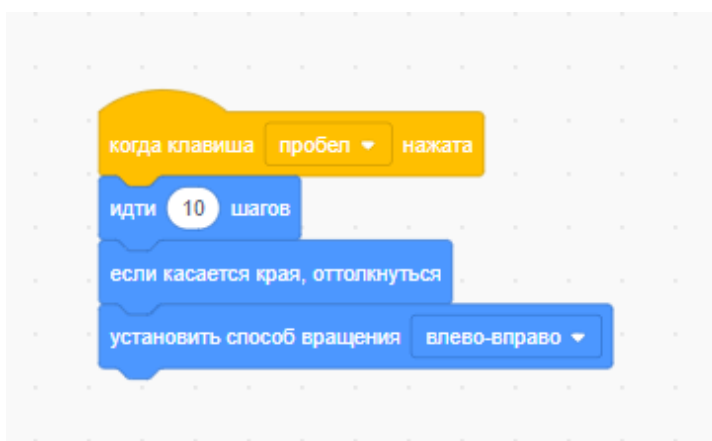 когда клавиша пробел нажата
идти 10 шагов
если касается края, оттолкнуться
установить способ вращения влево-вправо